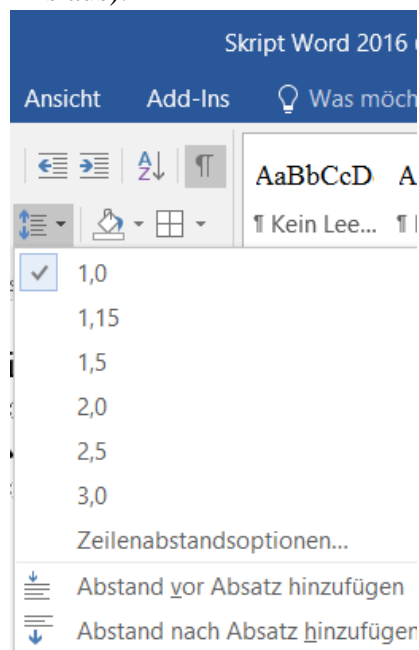 Skript Word 2016
Ansicht Add-Ins Was möch
AaBbCcD A
¶ Kein Lee... ¶
1,0
1,15
1,5
2,0
2,5
3,0
Zeilenabstandsoptionen...
Abstand vor Absatz hinzufügen
Abstand nach Absatz hinzufügen